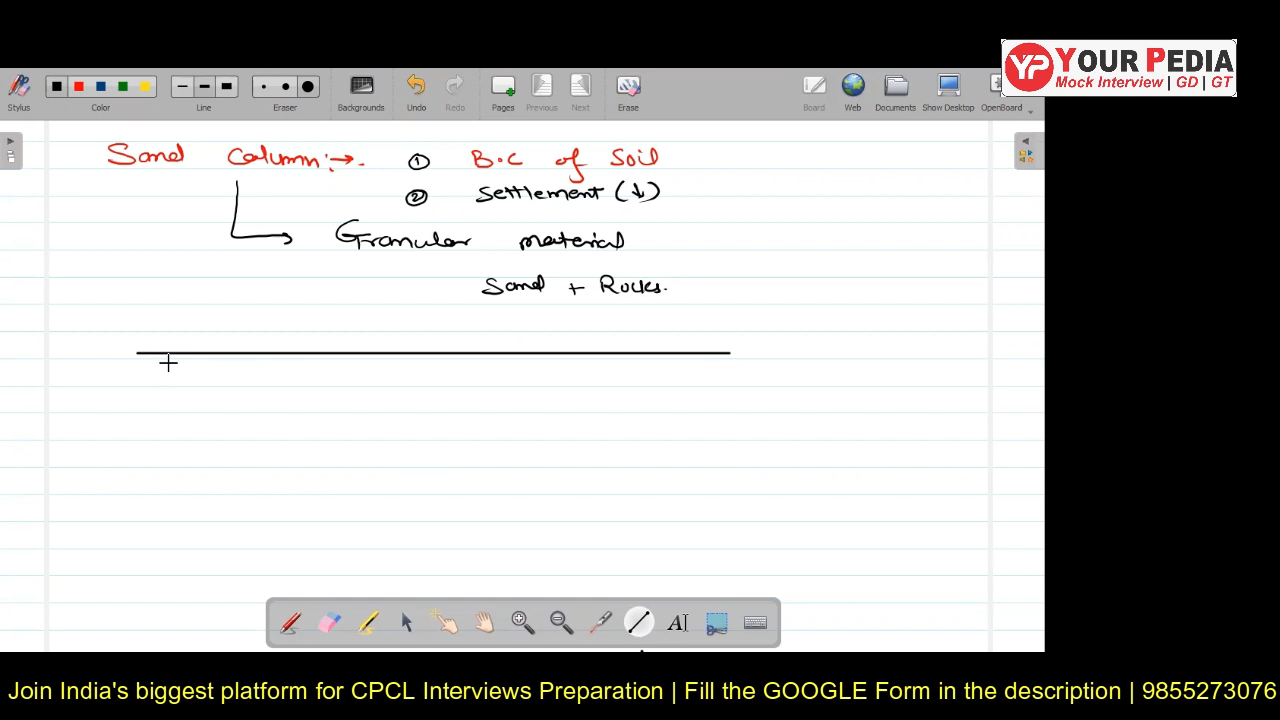 YP YOUR PEDIA
Mock Interview | GD | GT
Stylus Color Line Eraser Backgrounds Undo Redo Pages Previous Next Erase Board Web Documents Show Desktop OpenBoard
Sand Column:→. ① B.C of Soil
② Settlement (↓)
Granular material
Sand + Rocks.
Join India's biggest platform for CPCL Interviews Preparation | Fill the GOOGLE Form in the description | 9855273076